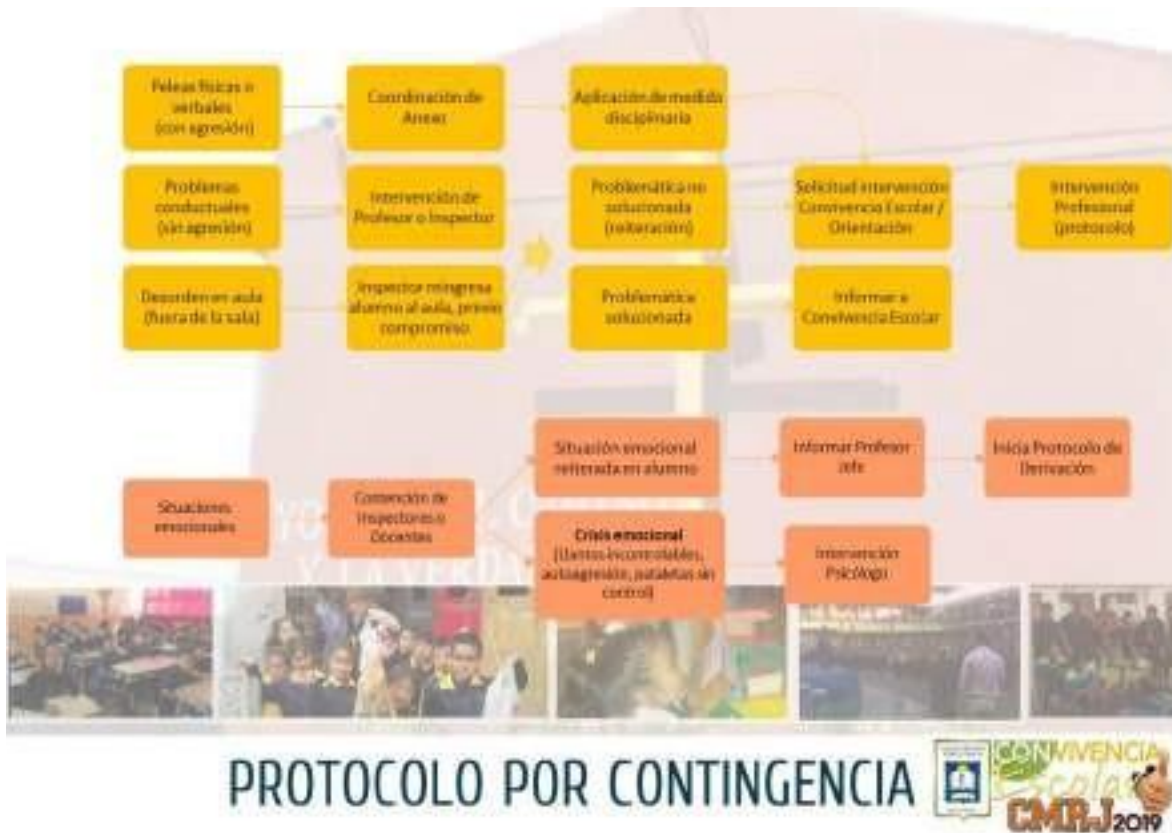 Peleas físicas o
verbales
(con agresión)
Coordinación de
Anexo
Aplicación de medida
disciplinaria
Problemas
conductuales
(sin agresión)
Intervención de
Profesor o Inspector
Problemática no
solucionada
(reiteración)
Solicitud intervención
Convivencia Escolar /
Orientación
Intervención
Profesional
(protocolo)
Desorden en aula
(fuera de la sala)
Inspector reingresa
alumno al aula, previo
compromiso
Problemática
solucionada
Informar a
Convivencia Escolar
Situaciones
emocionales
Contención de
Inspectores o
Docentes
Situación emocional
reiterada en alumno
Informar Profesor
Jefe
Inicia Protocolo de
Derivación
Crisis emocional
(Llantos incontrolables,
autoagresión, pataletas sin
control)
Intervención
Psicólogo
PROTOCOLO POR CONTINGENCIA
CONVIVENCIA
Escolar
CMRJ 2019